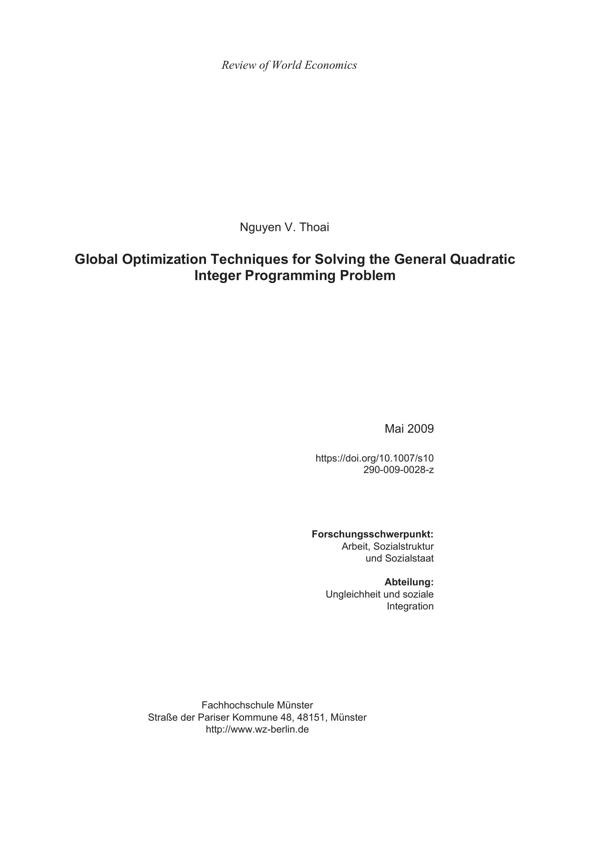 Review of World Economics
Nguyen V. Thoai
Global Optimization Techniques for Solving the General Quadratic
Integer Programming Problem
Mai 2009
https://doi.org/10.1007/s10
290-009-0028-z
Forschungsschwerpunkt:
Arbeit, Sozialstruktur
und Sozialstaat
Abteilung:
Ungleichheit und soziale
Integration
Fachhochschule Münster
Straße der Pariser Kommune 48, 48151, Münster
http://www.wz-berlin.de